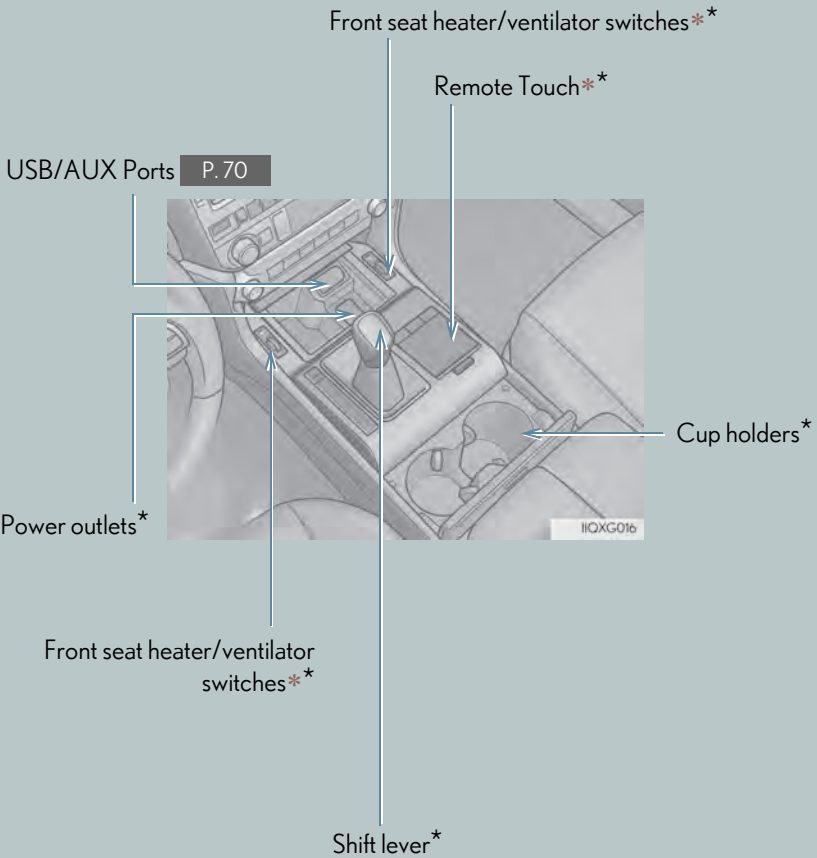 Front seat heater/ventilator switches**
Remote Touch**
USB/AUX Ports P. 70
Cup holders*
Power outlets*
IIQXG016
Front seat heater/ventilator
switches**
Shift lever*